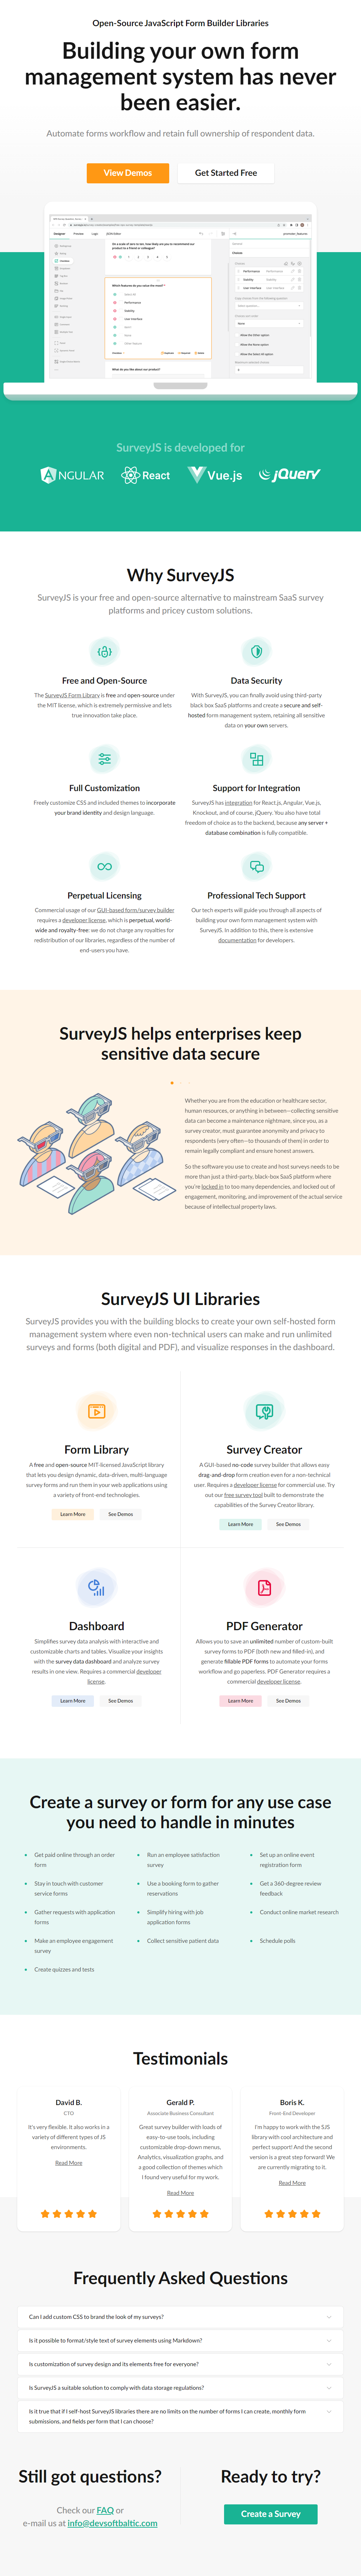 Open-Source JavaScript Form Builder Libraries
Building your own form
management system has never
been easier.
Automate forms workflow and retain full ownership of respondent data.
View Demos
Get Started Free
SurveyJS is developed for
ANGULAR
React
Vue.js
jQuery
Why SurveyJS
SurveyJS is your free and open-source alternative to mainstream SaaS survey
platforms and pricey custom solutions.
Free and Open-Source
The SurveyJS Form Library is free and open-source under
the MIT license, which is extremely permissive and lets
true innovation take place.
Data Security
With SurveyJS, you can finally avoid using third-party
black box SaaS platforms and create a secure and self-
hosted form management system, retaining all sensitive
data on your own servers.
Full Customization
Freely customize CSS and included themes to incorporate
your brand identity and design language.
Support for Integration
SurveyJS has integration for React.js, Angular, Vue.js,
Knockout, and of course, jQuery. You also have total
freedom of choice as to the backend, because any server +
database combination is fully compatible.
Perpetual Licensing
Commercial usage of our GUI-based form/survey builder
requires a developer license, which is perpetual, world-
wide and royalty-free: we do not charge any royalties for
redistribution of our libraries, regardless of the number of
end-users you have.
Professional Tech Support
Our tech experts will guide you through all aspects of
building your own form management system with
SurveyJS. In addition to this, there is extensive
documentation for developers.
SurveyJS helps enterprises keep
sensitive data secure
Whether you are from the education or healthcare sector,
human resources, or anything in between—collecting sensitive
data can become a maintenance nightmare, since you, as a
survey creator, must guarantee anonymity and privacy to
respondents (very often—to thousands of them) in order to
remain legally compliant and ensure honest answers.
So the software you use to create and host surveys needs to be
more than just a third-party, black-box SaaS platform where
you're locked in to too many dependencies, and locked out of
engagement, monitoring, and improvement of the actual service
because of intellectual property laws.
SurveyJS UI Libraries
SurveyJS provides you with the building blocks to create your own self-hosted form
management system where even non-technical users can make and run unlimited
surveys and forms (both digital and PDF), and visualize responses in the dashboard.
Form Library
A free and open-source MIT-licensed JavaScript library
that lets you design dynamic, data-driven, multi-language
survey forms and run them in your web applications using
a variety of front-end technologies.
Learn More
See Demos
Survey Creator
A GUI-based no-code survey builder that allows easy
drag-and-drop form creation even for a non-technical
user. Requires a developer license for commercial use. Try
out our free survey tool built to demonstrate the
capabilities of the Survey Creator library.
Learn More
See Demos
Dashboard
Simplifies survey data analysis with interactive and
customizable charts and tables. Visualize your insights
with the survey data dashboard and analyze survey
results in one view. Requires a commercial developer
license.
Learn More
See Demos
PDF Generator
Allows you to save an unlimited number of custom-built
survey forms to PDF (both new and filled-in), and
generate fillable PDF forms to automate your forms
workflow and go paperless. PDF Generator requires a
commercial developer license.
Learn More
See Demos
Create a survey or form for any use case
you need to handle in minutes
Get paid online through an order
form
Run an employee satisfaction
survey
Set up an online event
registration form
Stay in touch with customer
service forms
Use a booking form to gather
reservations
Get a 360-degree review
feedback
Gather requests with application
forms
Simplify hiring with job
application forms
Conduct online market research
Make an employee engagement
survey
Collect sensitive patient data
Schedule polls
Create quizzes and tests
Testimonials
David B.
CTO
It's very flexible. It also works in a
variety of different types of JS
environments.
Read More
Gerald P.
Associate Business Consultant
Great survey builder with loads of
easy-to-use tools, including
customizable drop-down menus,
Analytics, visualization graphs, and
a good collection of themes which
I found very useful for my work.
Read More
Boris K.
Front-End Developer
I'm happy to work with the SJS
library with cool architecture and
perfect support! And the second
version is a great step forward! We
are currently migrating to it.
Read More
Frequently Asked Questions
Can I add custom CSS to brand the look of my surveys?
Is it possible to format/style text of survey elements using Markdown?
Is customization of survey design and its elements free for everyone?
Is SurveyJS a suitable solution to comply with data storage regulations?
Is it true that if I self-host SurveyJS libraries there are no limits on the number of forms I can create, monthly form
submissions, and fields per form that I can choose?
Still got questions?
Check our FAQ or
e-mail us at info@devsoftbaltic.com
Ready to try?
Create a Survey